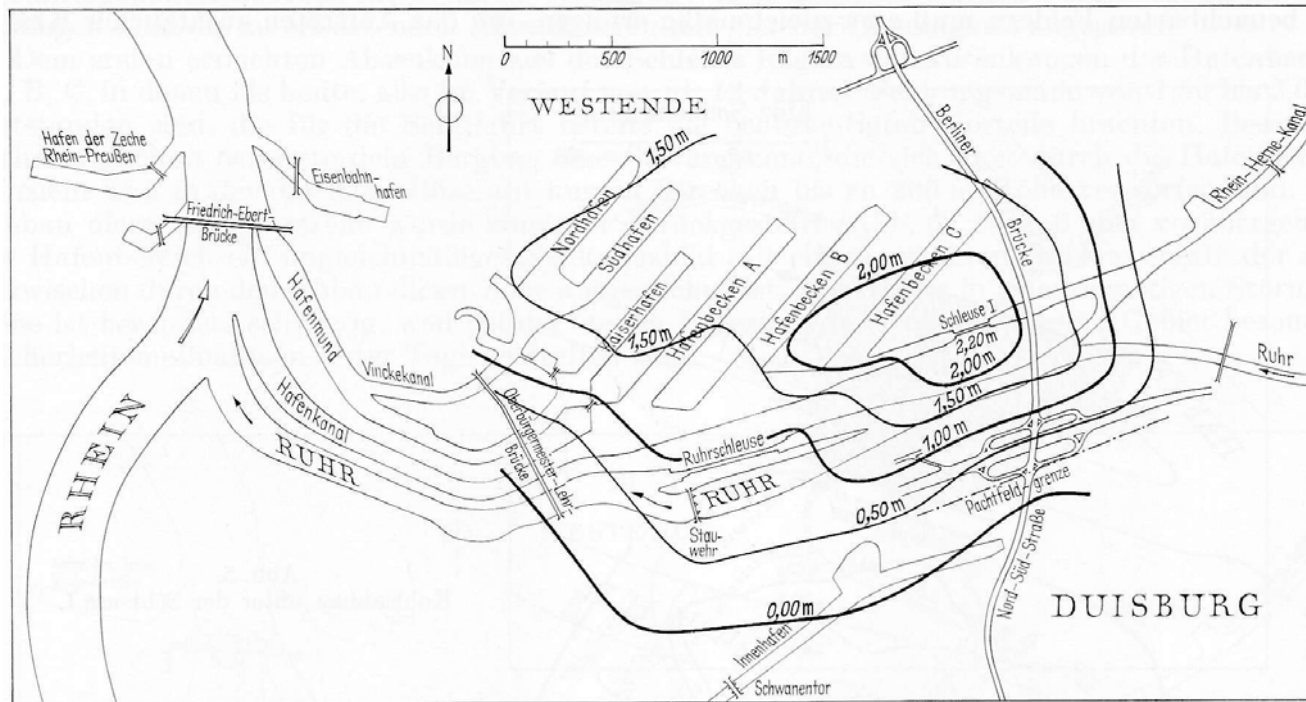 N
0 500 1000 m 1500
WESTENDE
Hafen der Zeche
Rhein-Preußen
Eisenbahn-
hafen
Friedrich-Ebert-
Brücke
Hafenmund
Hafenkanal
Vinckekanal
RHEIN
RUHR
Oberbürgermeister-Lehr-
Brücke
Nordhafen
Südhafen
Kaiserhafen
Hafenbecken A
Hafenbecken B
Hafenbecken C
Schleuse I
1,50 m
1,50 m
2,00 m
2,20 m
2,00 m
1,50 m
1,00 m
0,50 m
0,00 m
Berliner
Brücke
Rhein-Herne-Kanal
Ruhr
Ruhrschleuse
RUHR
Stau-
wehr
Pachtfeld-grenze
Nord-Süd-Straße
DUISBURG
Innenhafen
Schwanentor